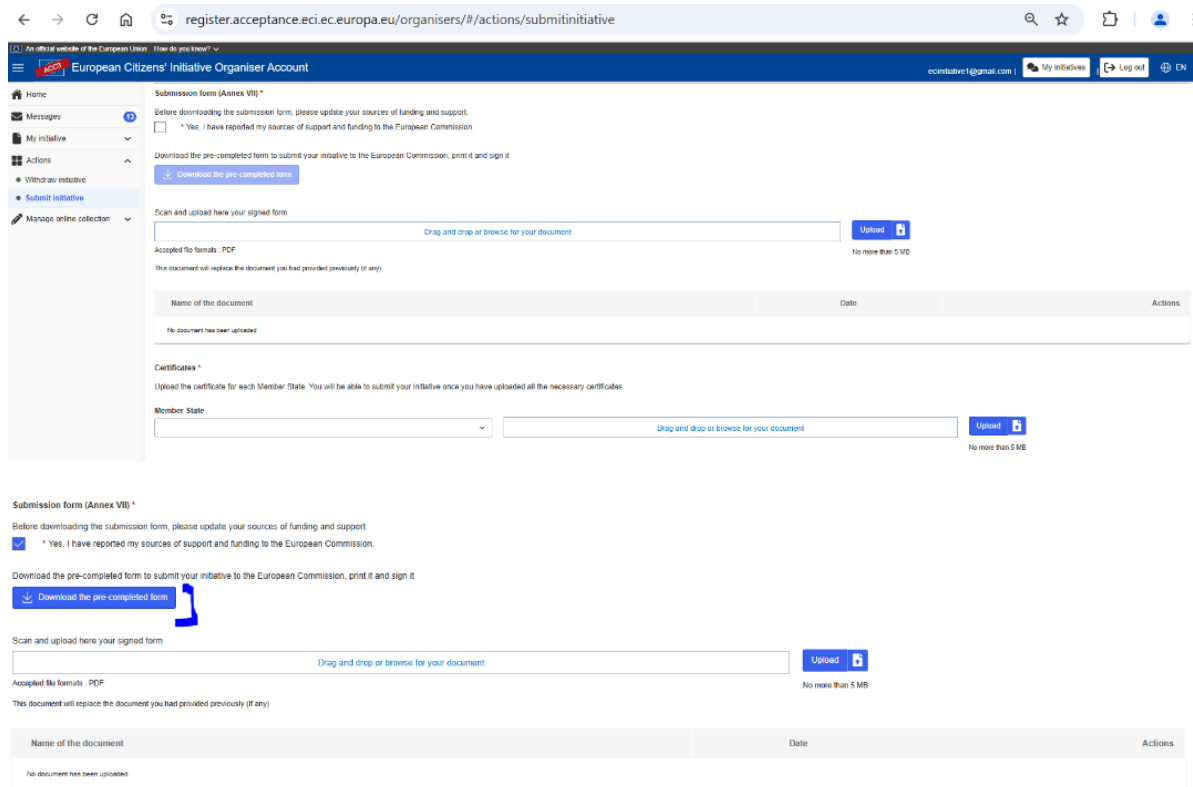 register.acceptance.eci.ec.europa.eu/organisers/#/actions/submitinitiative
An official website of the European Union How do you know?
ACC3 European Citizens' Initiative Organiser Account
eciinitiative1@gmail.com | My initiatives | Log out EN
Home
Messages 13
My initiative
Actions
Withdraw initiative
Submit initiative
Manage online collection
Submission form (Annex VII) *
Before downloading the submission form, please update your sources of funding and support.
* Yes, I have reported my sources of support and funding to the European Commission.
Download the pre-completed form to submit your initiative to the European Commission, print it and sign it
Download the pre-completed form
Scan and upload here your signed form
Drag and drop or browse for your document
Upload
Accepted file formats : PDF
No more than 5 MB
This document will replace the document you had provided previously (if any)
Name of the document Date Actions
No document has been uploaded
Certificates *
Upload the certificate for each Member State. You will be able to submit your initiative once you have uploaded all the necessary certificates.
Member State
Drag and drop or browse for your document
Upload
No more than 5 MB
Submission form (Annex VII) *
Before downloading the submission form, please update your sources of funding and support.
* Yes, I have reported my sources of support and funding to the European Commission.
Download the pre-completed form to submit your initiative to the European Commission, print it and sign it
Download the pre-completed form
Scan and upload here your signed form
Drag and drop or browse for your document
Upload
Accepted file formats : PDF
No more than 5 MB
This document will replace the document you had provided previously (if any)
Name of the document Date Actions
No document has been uploaded